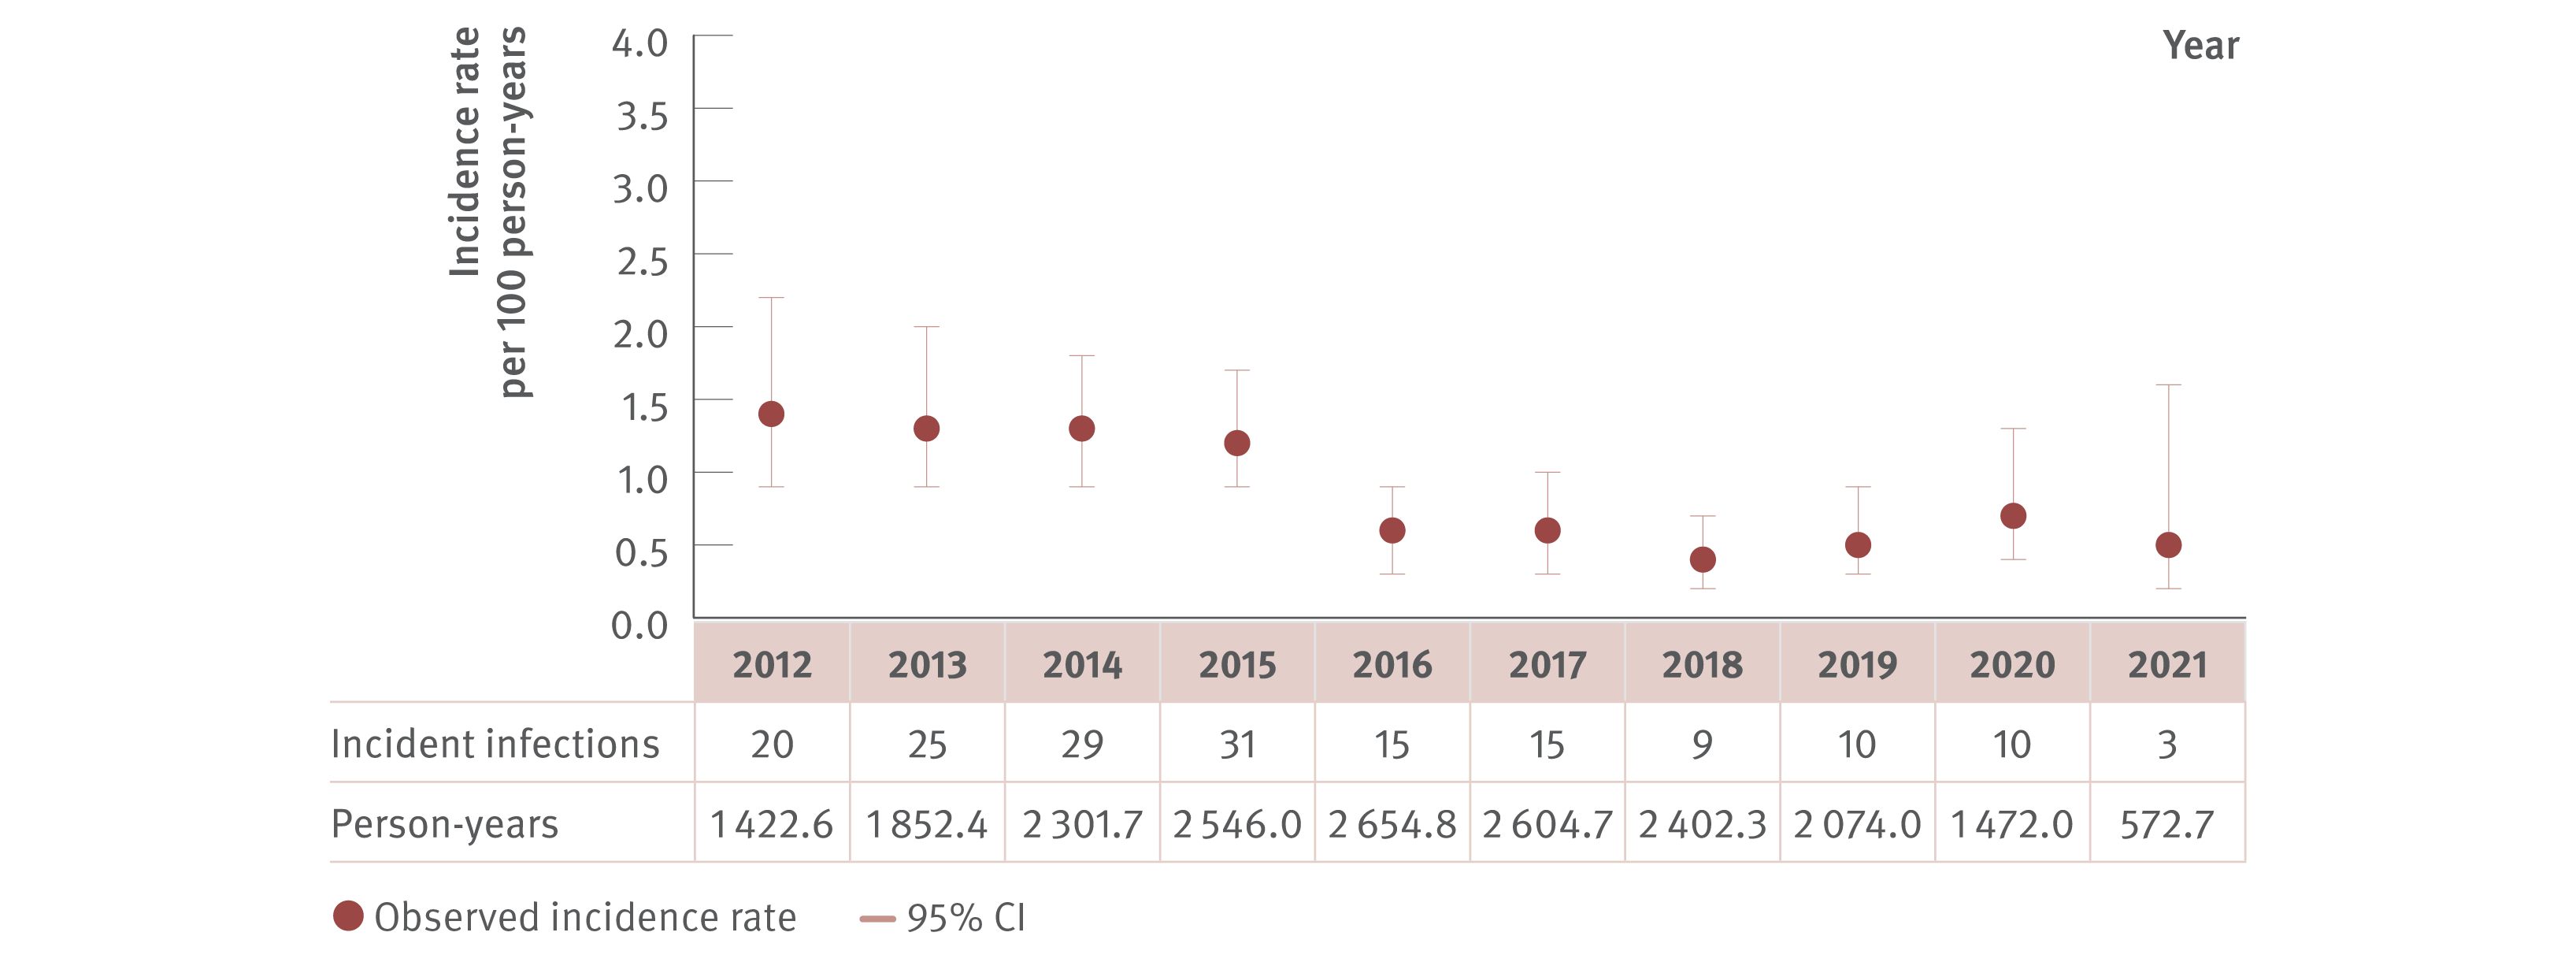 Incidence rate
per 100 person-years
4.0
3.5
3.0
2.5
2.0
1.5
1.0
0.5
0.0
Year
2012 2013 2014 2015 2016 2017 2018 2019 2020 2021
Incident infections 20 25 29 31 15 15 9 10 10 3
Person-years 1 422.6 1 852.4 2 301.7 2 546.0 2 654.8 2 604.7 2 402.3 2 074.0 1 472.0 572.7
Observed incidence rate 95% CI